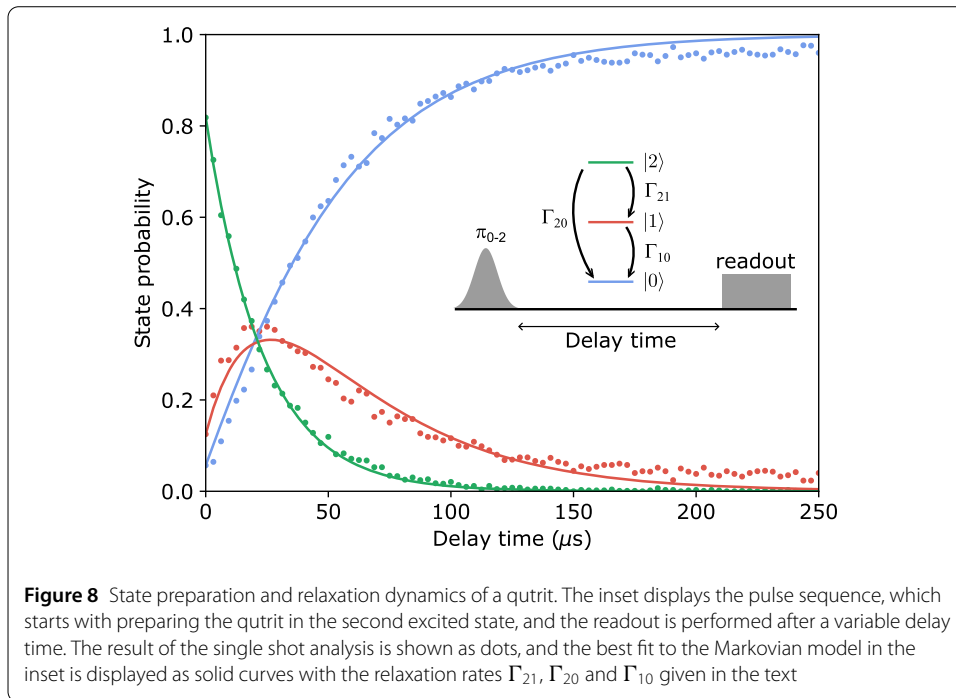 1.0
0.8
0.6
0.4
0.2
0.0
State probability
0
50
100
150
200
250
Delay time (μs)
π0-2
|2⟩
Γ21
|1⟩
Γ20
Γ10
|0⟩
readout
Delay time
Figure 8 State preparation and relaxation dynamics of a qutrit. The inset displays the pulse sequence, which
starts with preparing the qutrit in the second excited state, and the readout is performed after a variable delay
time. The result of the single shot analysis is shown as dots, and the best fit to the Markovian model in the
inset is displayed as solid curves with the relaxation rates Γ21, Γ20 and Γ10 given in the text